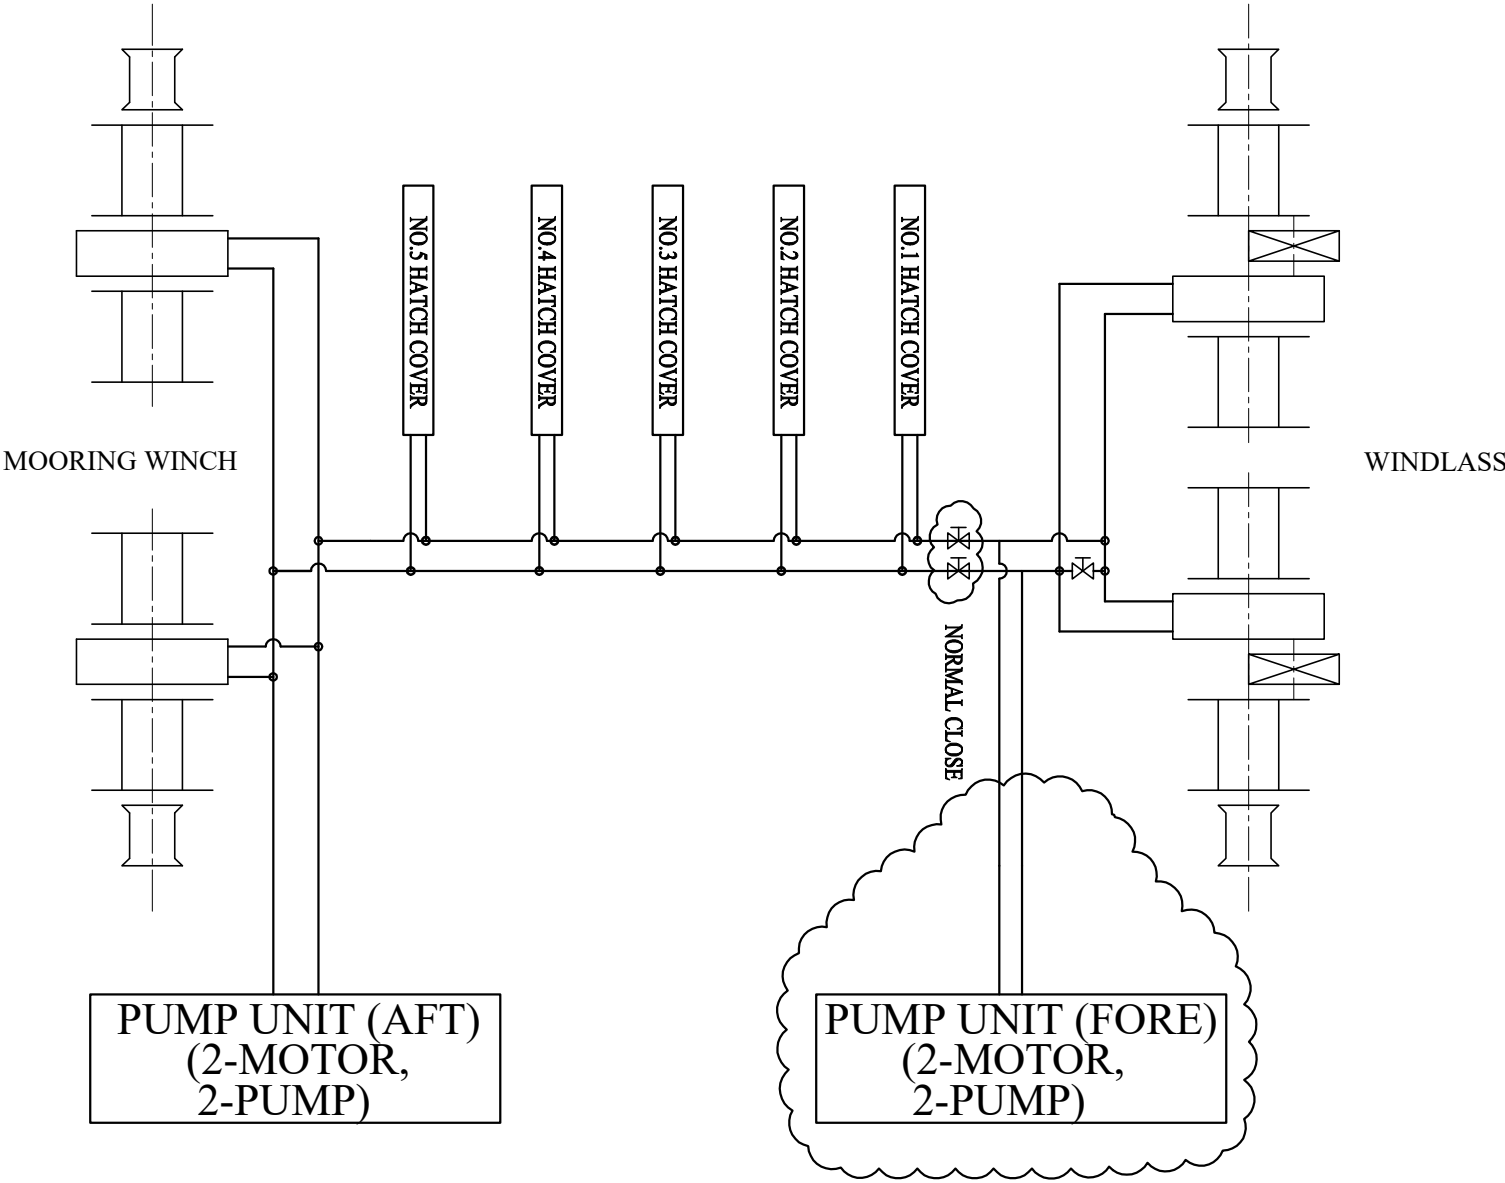 NO.5 HATCH COVER
NO.4 HATCH COVER
NO.3 HATCH COVER
NO.2 HATCH COVER
NO.1 HATCH COVER
MOORING WINCH
WINDLASS
NORMAL CLOSE
PUMP UNIT (AFT)
(2-MOTOR,
2-PUMP)
PUMP UNIT (FORE)
(2-MOTOR,
2-PUMP)